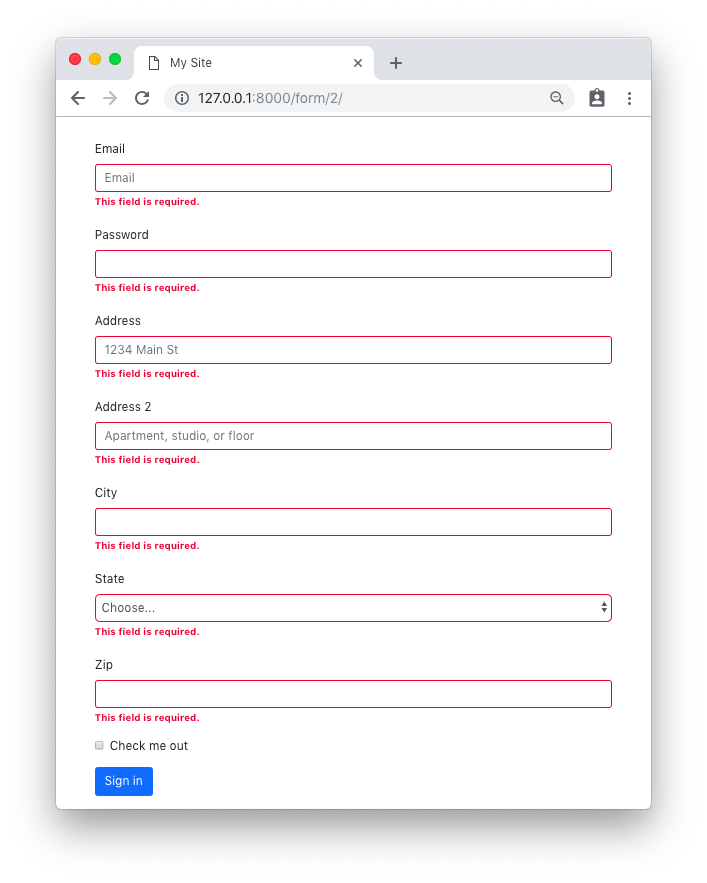 My Site
127.0.0.1:8000/form/2/
Email
Email
This field is required.
Password
This field is required.
Address
1234 Main St
This field is required.
Address 2
Apartment, studio, or floor
This field is required.
City
This field is required.
State
Choose...
This field is required.
Zip
This field is required.
Check me out
Sign in